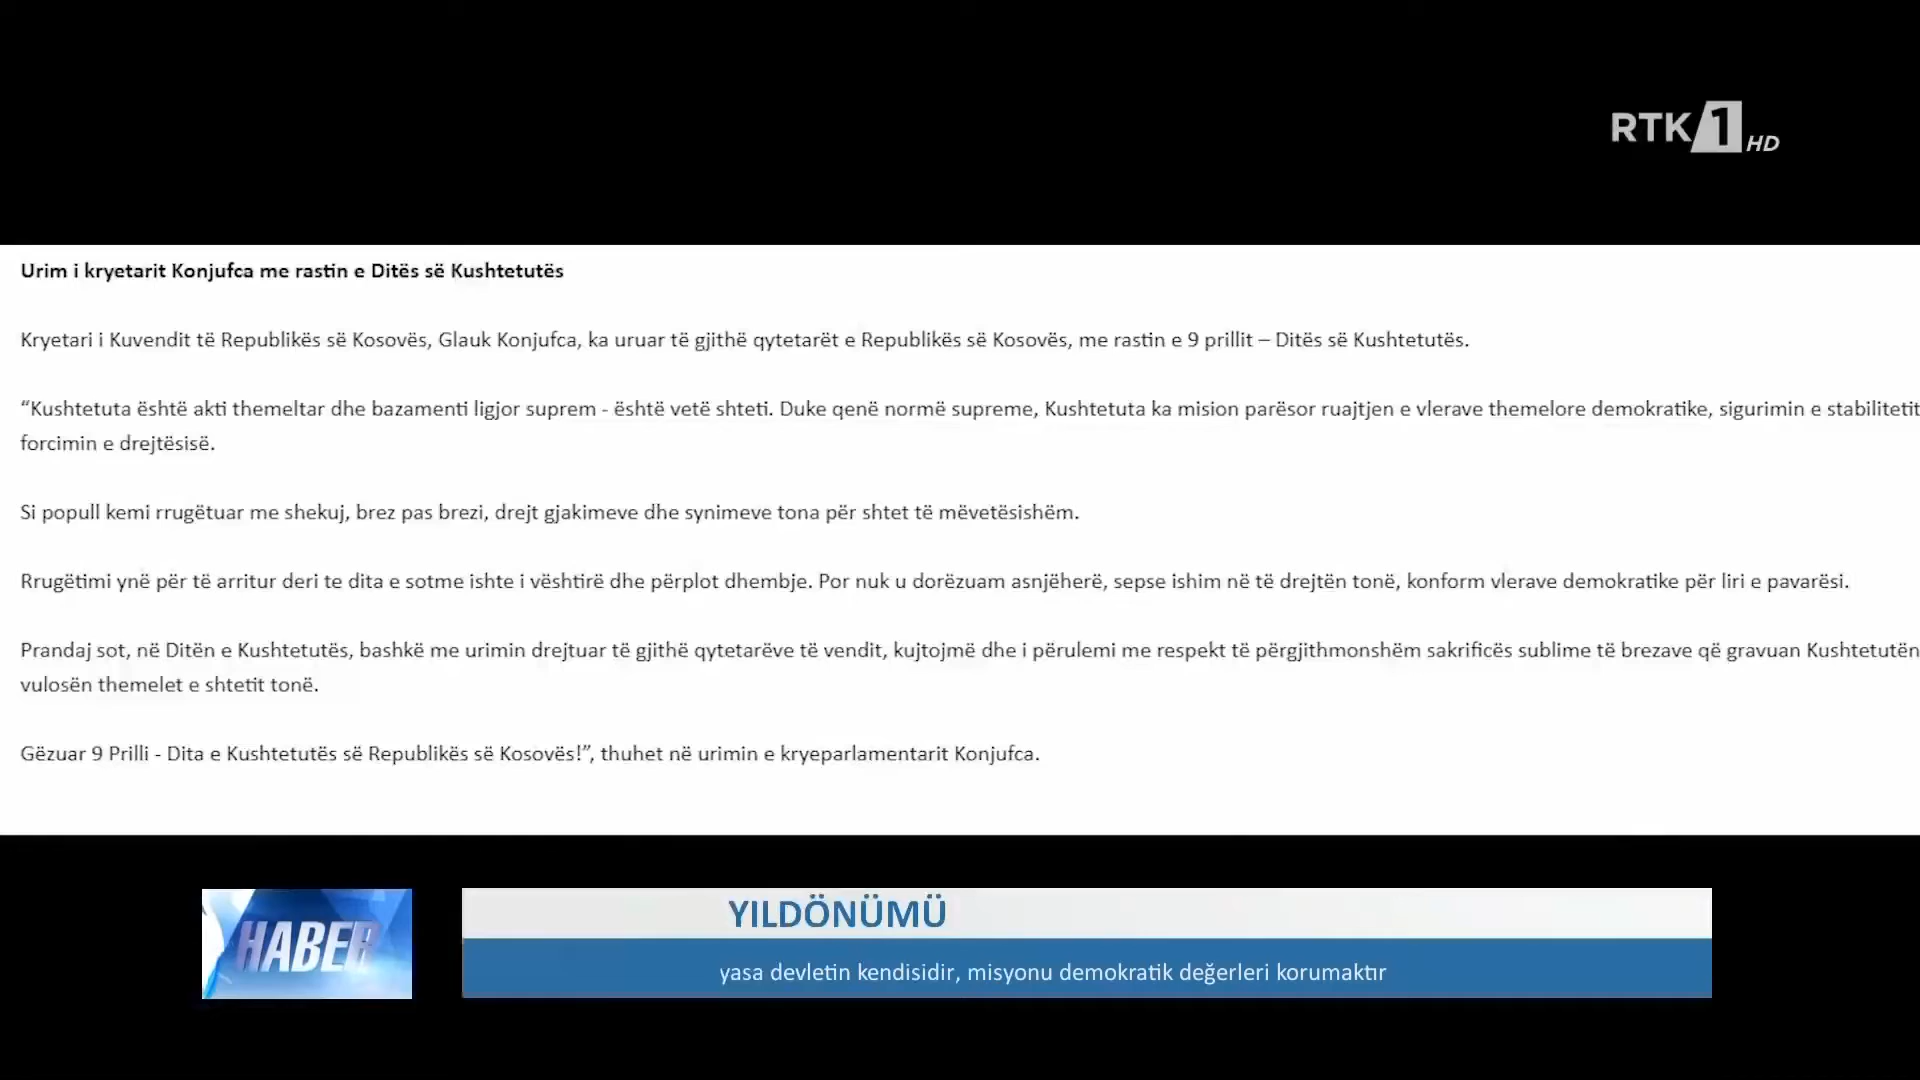 RTK 1 HD
Urim i kryetarit Konjufca me rastin e Ditës së Kushtetutës
Kryetari i Kuvendit të Republikës së Kosovës, Glauk Konjufca, ka uruar të gjithë qytetarët e Republikës së Kosovës, me rastin e 9 prillit – Ditës së Kushtetutës.
“Kushtetuta është akti themeltar dhe bazamenti ligjor suprem - është vetë shteti. Duke qenë normë supreme, Kushtetuta ka mision parësor ruajtjen e vlerave themelore demokratike, sigurimin e stabilitetit
forcimin e drejtësisë.
Si popull kemi rrugëtuar me shekuj, brez pas brezi, drejt gjakimeve dhe synimeve tona për shtet të mëvetësishëm.
Rrugëtimi ynë për të arritur deri te dita e sotme ishte i vështirë dhe përplot dhembje. Por nuk u dorëzuam asnjëherë, sepse ishim në të drejtën tonë, konform vlerave demokratike për liri e pavarësi.
Prandaj sot, në Ditën e Kushtetutës, bashkë me urimin drejtuar të gjithë qytetarëve të vendit, kujtojmë dhe i përulemi me respekt të përgjithmonshëm sakrificës sublime të brezave që gravuan Kushtetutën
vulosën themelet e shtetit tonë.
Gëzuar 9 Prilli - Dita e Kushtetutës së Republikës së Kosovës!”, thuhet në urimin e kryeparlamentarit Konjufca.
HABER
YILDÖNÜMÜ
yasa devletin kendisidir, misyonu demokratik değerleri korumaktır